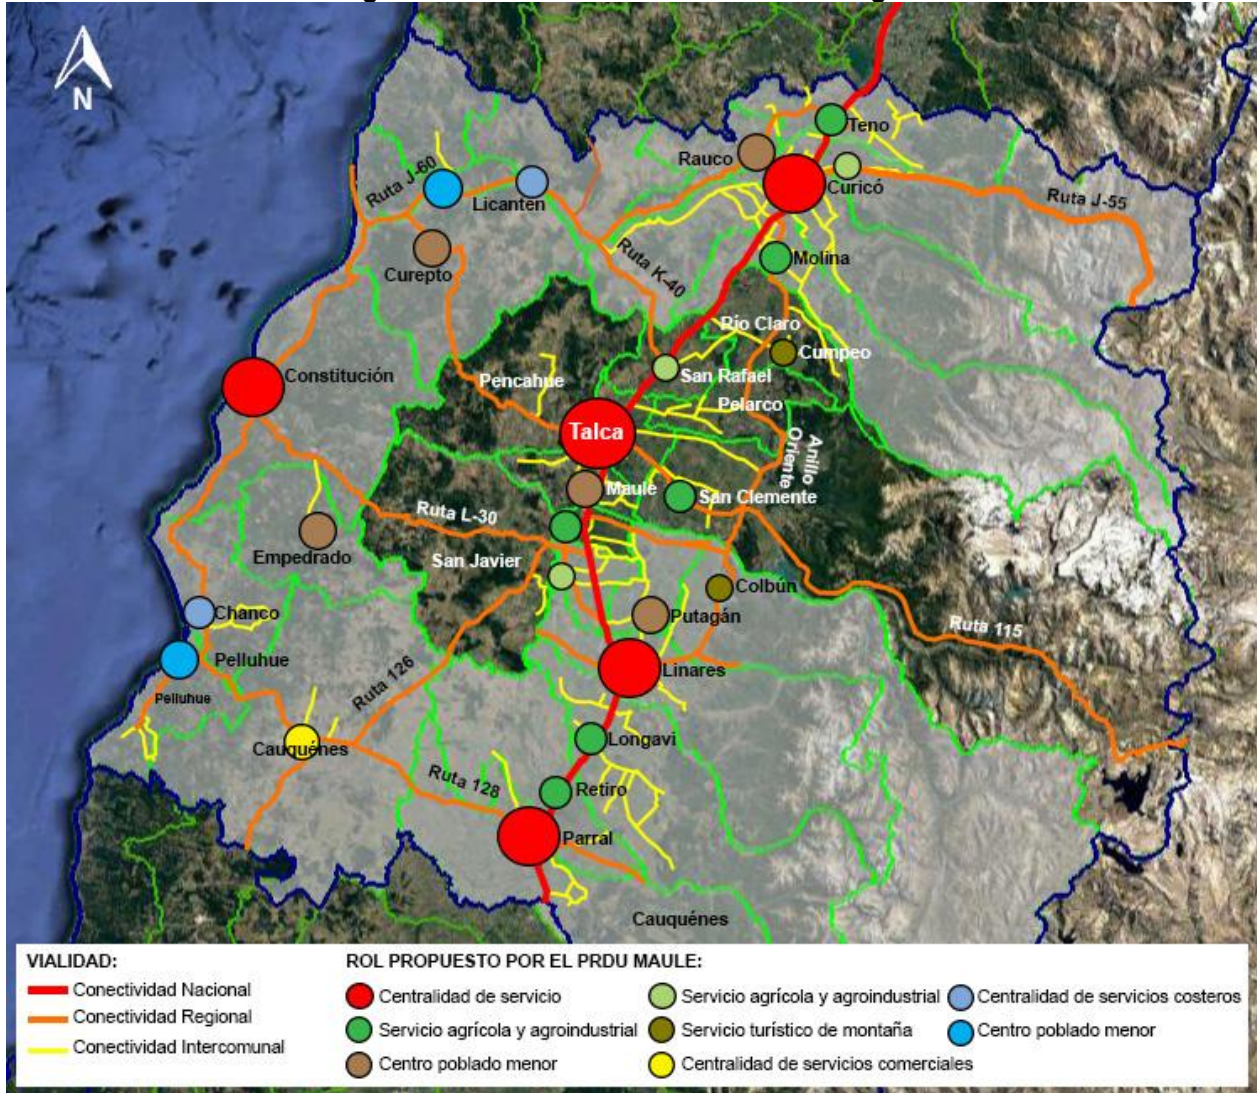 N
Teno
Rauco
Curicó
Ruta J-60
Licanten
Ruta J-55
Curepto
Ruta K-40
Molina
Río Claro
Cumpeo
Constitución
Pencahue
San Rafael
Pelarco
Talca
Anillo
Oriente
Maule
San Clemente
Ruta L-30
Empedrado
San Javier
Colbún
Chanco
Putagán
Ruta 115
Pelluhue
Linares
Pelluhue
Ruta 126
Cauquénes
Longavi
Ruta 128
Retiro
Parral
Cauquénes
VIALIDAD:
Conectividad Nacional
Conectividad Regional
Conectividad Intercomunal
ROL PROPUESTO POR EL PRDU MAULE:
Centralidad de servicio
Servicio agrícola y agroindustrial
Centro poblado menor
Servicio agrícola y agroindustrial
Servicio turístico de montaña
Centralidad de servicios comerciales
Centralidad de servicios costeros
Centro poblado menor